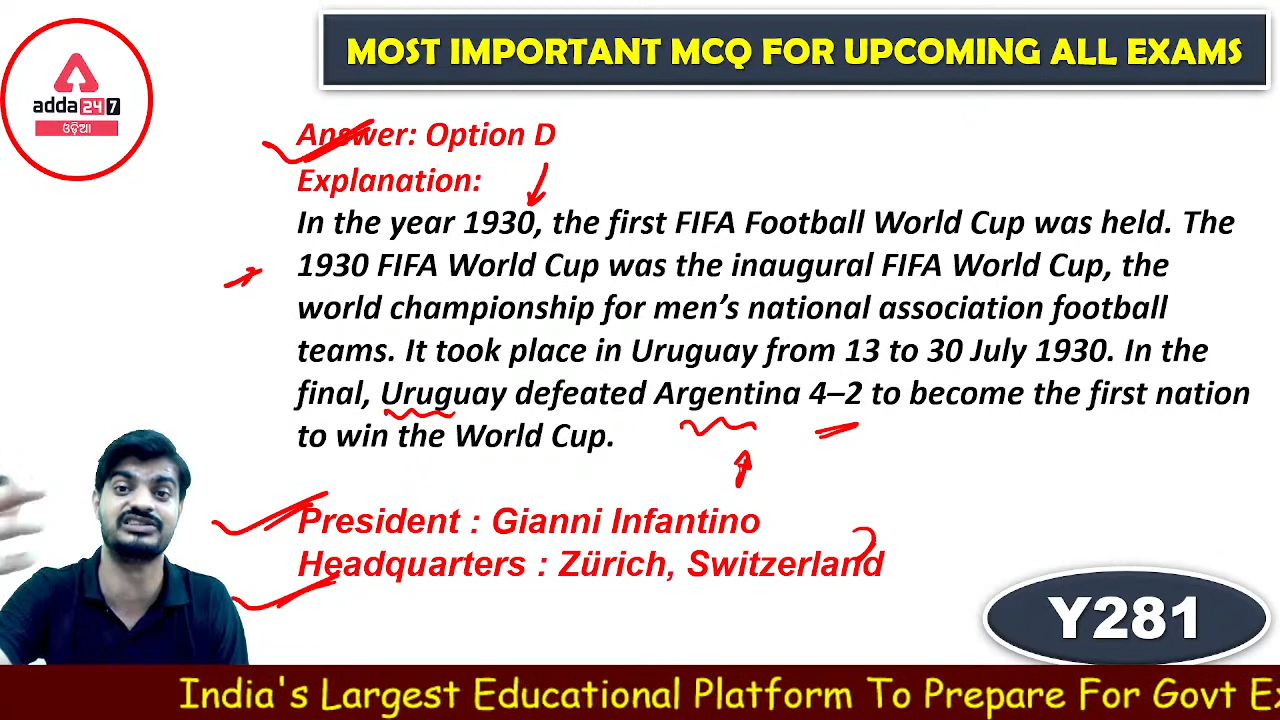 MOST IMPORTANT MCQ FOR UPCOMING ALL EXAMS
adda 24 7
ଓଡ଼ିଆ
Answer: Option D
Explanation:
In the year 1930, the first FIFA Football World Cup was held. The
1930 FIFA World Cup was the inaugural FIFA World Cup, the
world championship for men’s national association football
teams. It took place in Uruguay from 13 to 30 July 1930. In the
final, Uruguay defeated Argentina 4–2 to become the first nation
to win the World Cup.
President : Gianni Infantino
Headquarters : Zürich, Switzerland
Y281
India's Largest Educational Platform To Prepare For Govt Ex